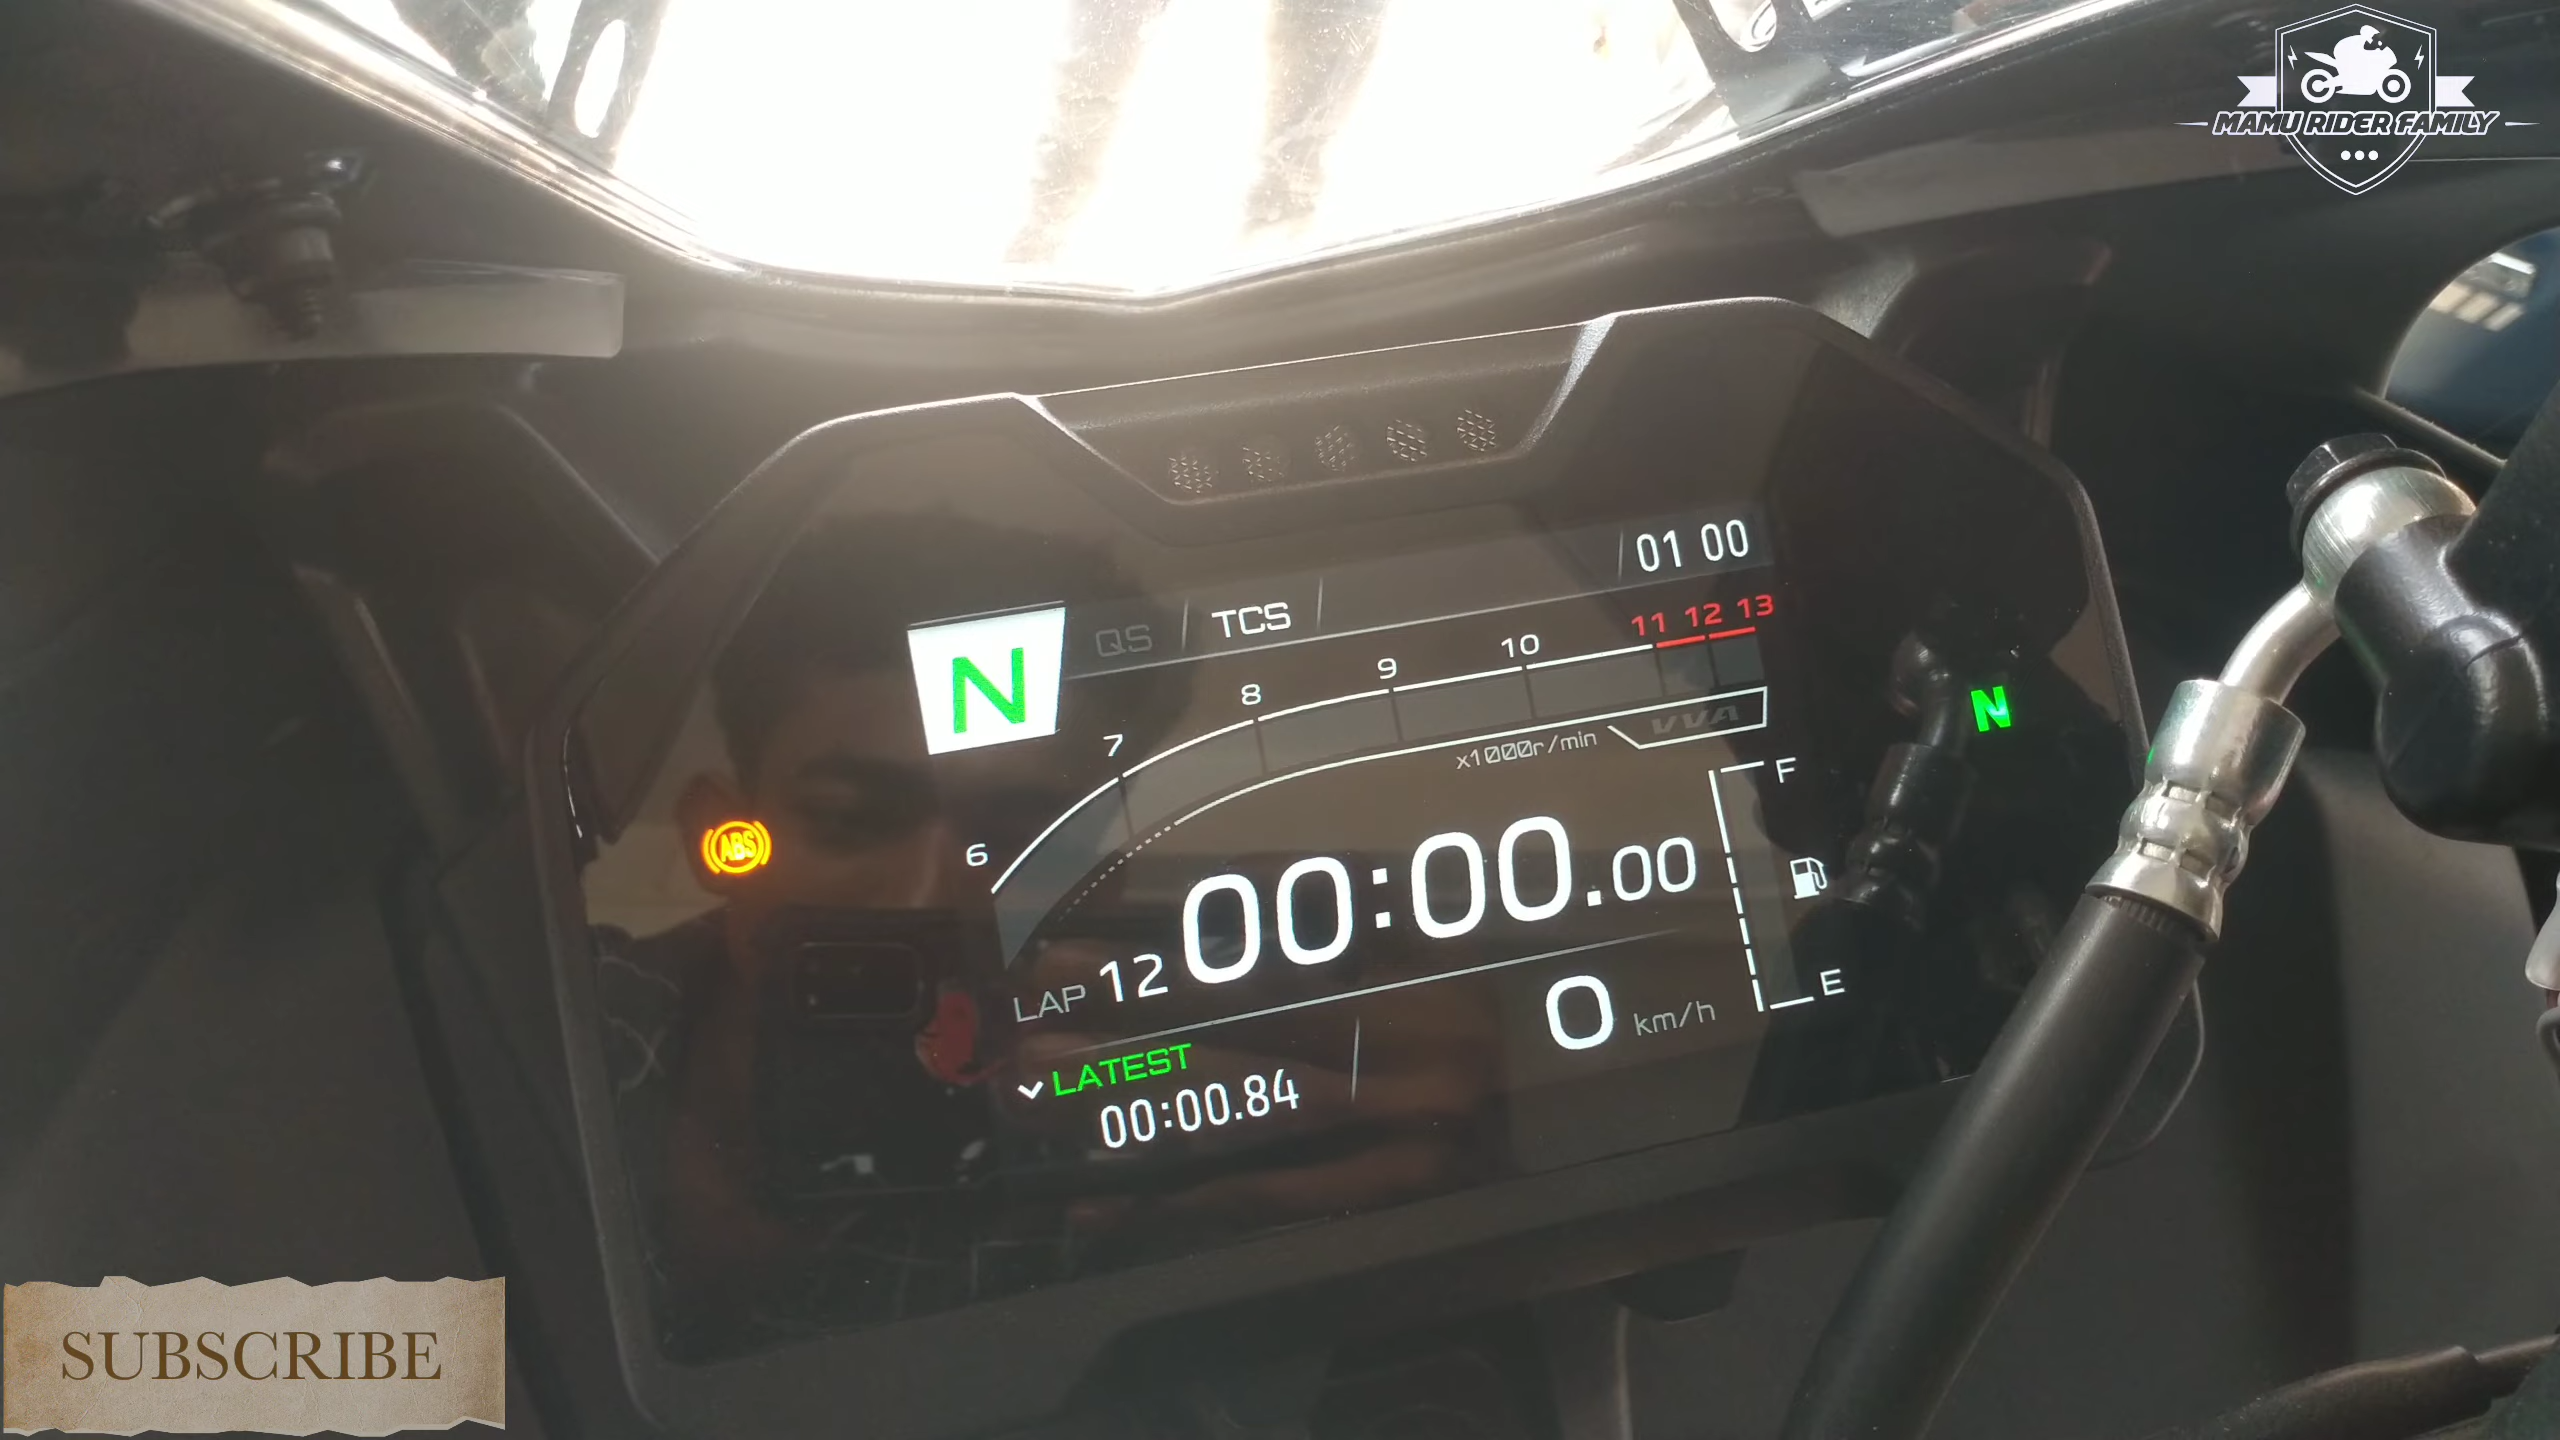 MAMU RIDER FAMILY
01 00
N QS TCS
6 7 8 9 10 11 12 13
VVA
x1000r/min
N
ABS
F
LAP 12 00:00.00
E
0 km/h
LATEST
00:00.84
SUBSCRIBE